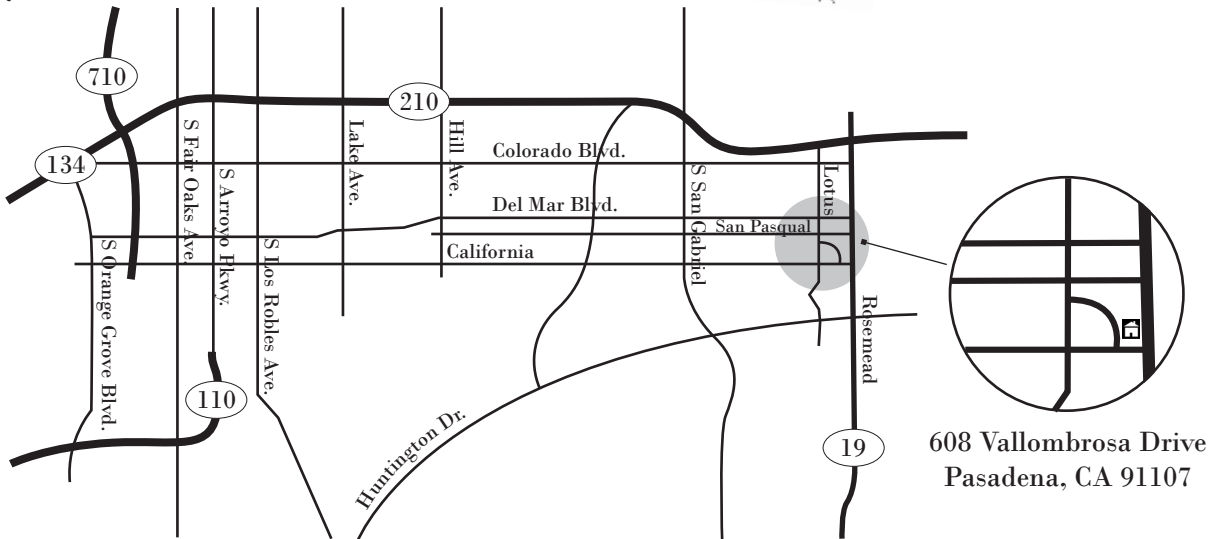 710
210
134
S Fair Oaks Ave.
S Arroyo Pkwy.
Lake Ave.
Hill Ave.
Colorado Blvd.
Del Mar Blvd.
S San Gabriel
San Pasqual
Lotus
S Orange Grove Blvd.
S Los Robles Ave.
California
Rosemead
110
Huntington Dr.
19
608 Vallombrosa Drive
Pasadena, CA 91107